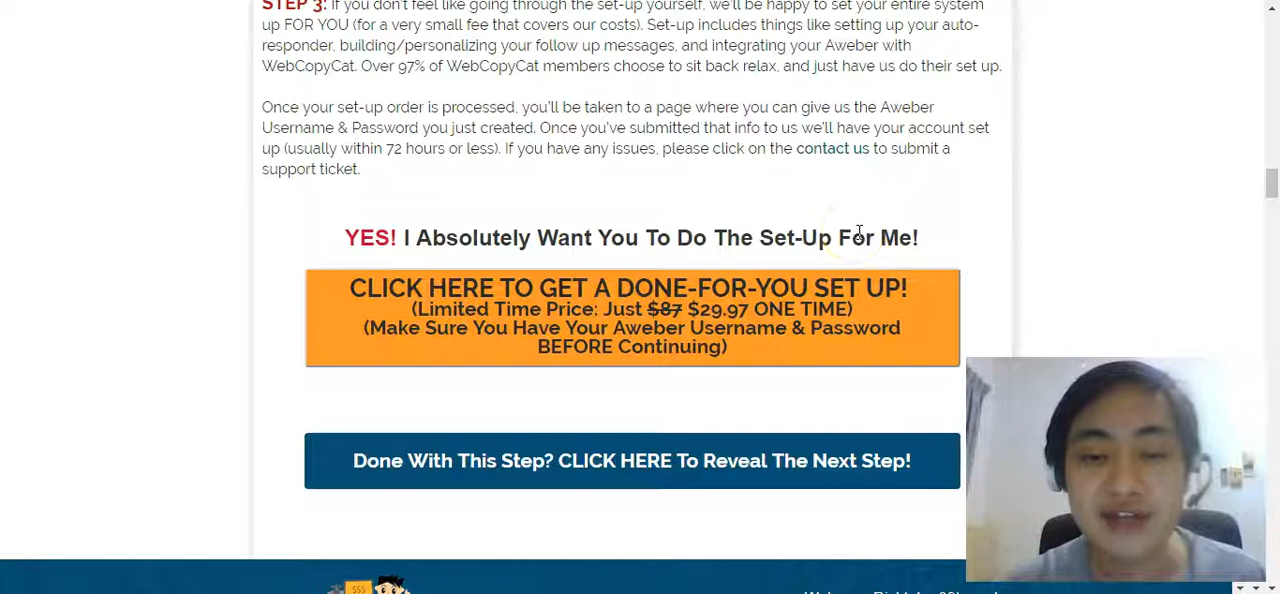 STEP 3: If you don't feel like going through the set-up yourself, we'll be happy to set your entire system
up FOR YOU (for a very small fee that covers our costs). Set-up includes things like setting up your auto-
responder, building/personalizing your follow up messages, and integrating your Aweber with
WebCopyCat. Over 97% of WebCopyCat members choose to sit back relax, and just have us do their set up.
Once your set-up order is processed, you'll be taken to a page where you can give us the Aweber
Username & Password you just created. Once you've submitted that info to us we'll have your account set
up (usually within 72 hours or less). If you have any issues, please click on the contact us to submit a
support ticket.
YES! I Absolutely Want You To Do The Set-Up For Me!
CLICK HERE TO GET A DONE-FOR-YOU SET UP!
(Limited Time Price: Just $87 $29.97 ONE TIME)
(Make Sure You Have Your Aweber Username & Password
BEFORE Continuing)
Done With This Step? CLICK HERE To Reveal The Next Step!
$$$